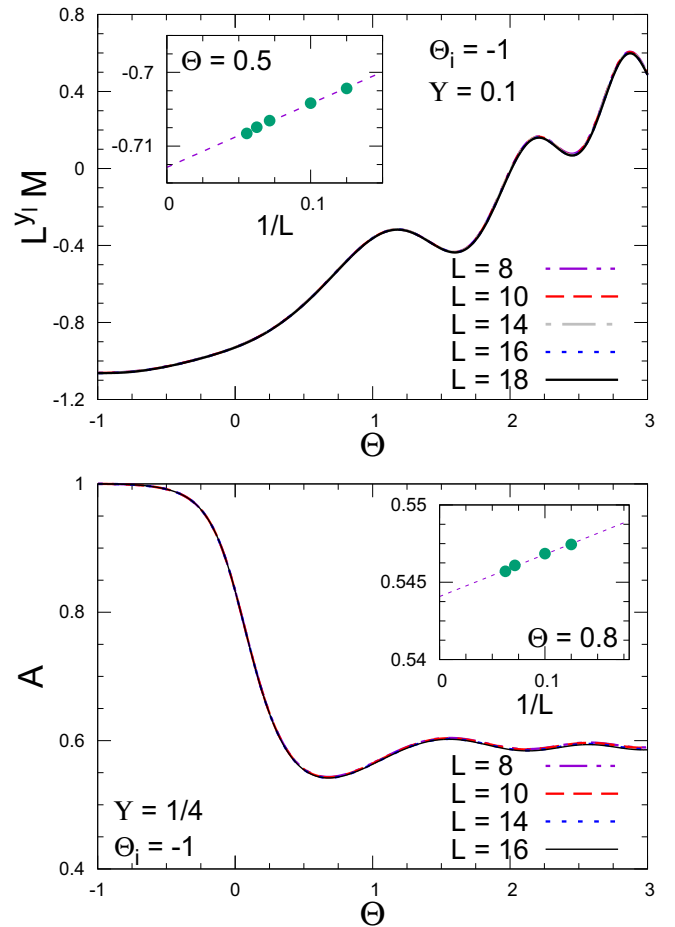 0.8
0.4
0
-0.4
-0.8
-1.2
L^{y_l} M
-1
0
1
2
3
Θ
Θ_i = -1
Υ = 0.1
Θ = 0.5
-0.7
-0.71
0
0.1
1/L
L = 8
L = 10
L = 14
L = 16
L = 18
1
0.8
0.6
0.4
A
-1
0
1
2
3
Θ
Υ = 1/4
Θ_i = -1
0.55
0.545
0.54
0
0.1
1/L
Θ = 0.8
L = 8
L = 10
L = 14
L = 16